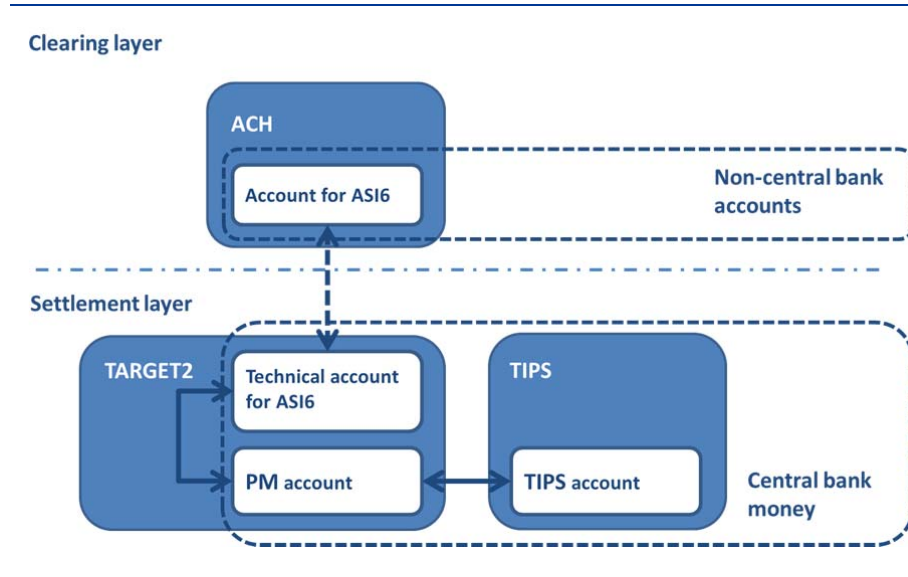 Clearing layer
ACH
Account for ASI6
Non-central bank
accounts
Settlement layer
TARGET2
Technical account
for ASI6
PM account
TIPS
TIPS account
Central bank
money